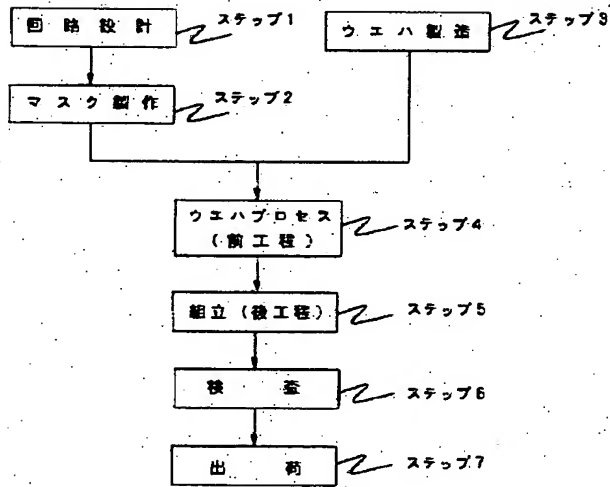 回路設計
ステップ1
ウエハ製造
ステップ3
マスク製作
ステップ2
ウエハプロセス
(前工程)
ステップ4
組立(後工程)
ステップ5
検査
ステップ6
出荷
ステップ7